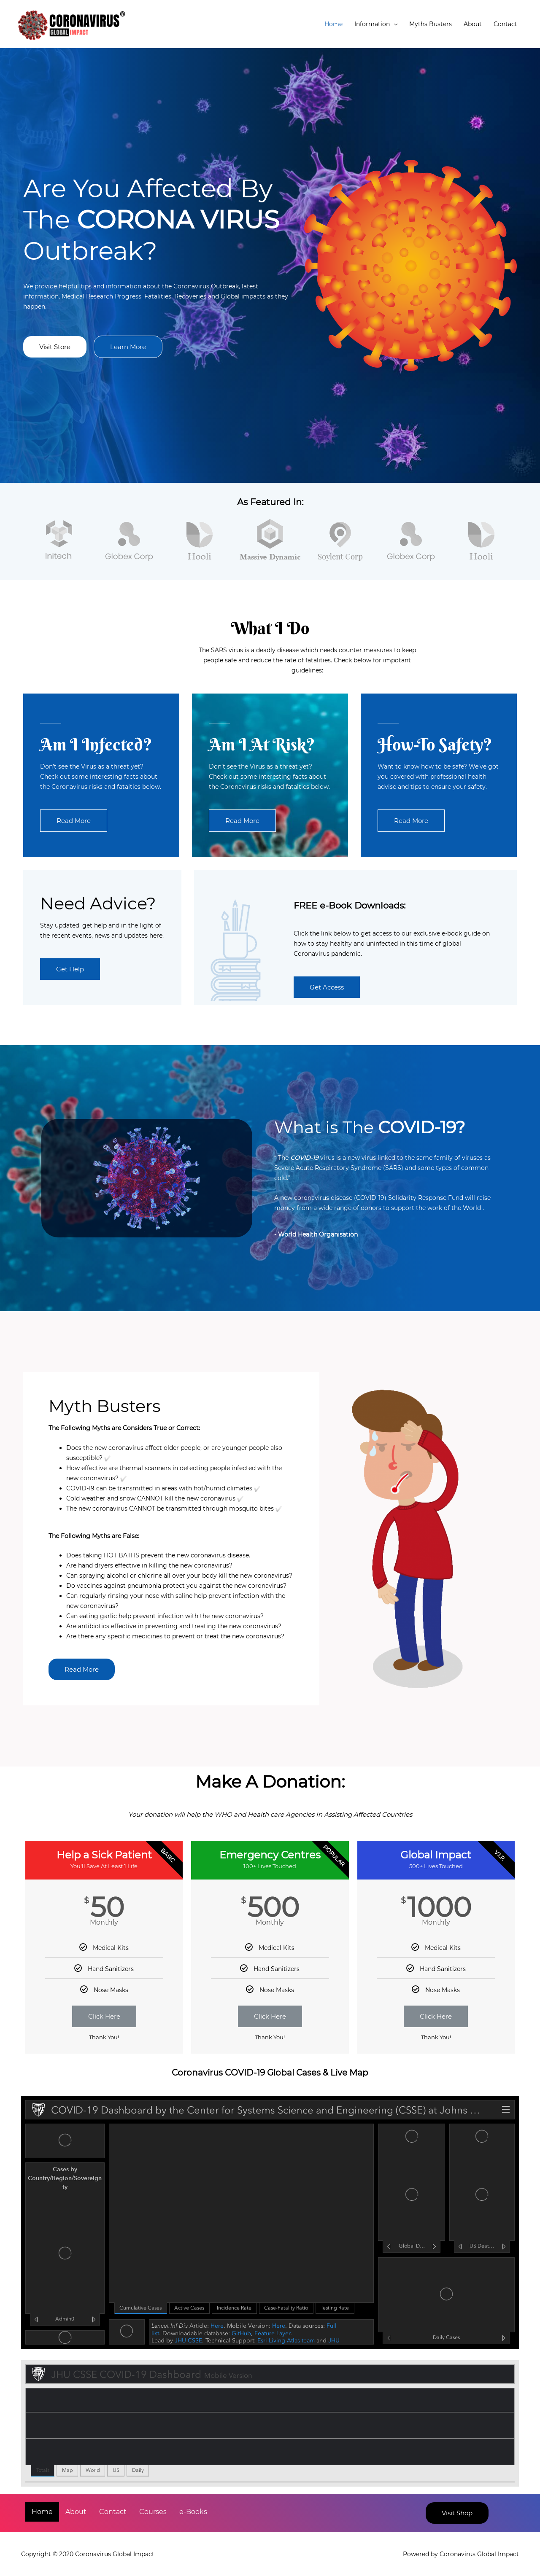 CORONAVIRUS®
GLOBAL IMPACT
Home
Information
Myths Busters
About
Contact
Are You Affected By
The CORONA VIRUS
Outbreak?
We provide helpful tips and information about the Coronavirus Outbreak, latest
information, Medical Research Progress, Fatalities, Recoveries and Global impacts as they
happen.
Visit Store
Learn More
As Featured In:
Initech
Globex Corp
Hooli
Massive Dynamic
Soylent Corp
Globex Corp
Hooli
What I Do
The SARS virus is a deadly disease which needs counter measures to keep
people safe and reduce the rate of fatalities. Check below for impotant
guidelines:
Am I Infected?
Don't see the Virus as a threat yet?
Check out some interesting facts about
the Coronavirus risks and fatalties below.
Read More
Am I At Risk?
Don't see the Virus as a threat yet?
Check out some interesting facts about
the Coronavirus risks and fatalties below.
Read More
How-To Safety?
Want to know how to be safe? We've got
you covered with professional health
advise and tips to ensure your safety.
Read More
Need Advice?
Stay updated, get help and in the light of
the recent events, news and updates here.
Get Help
FREE e-Book Downloads:
Click the link below to get access to our exclusive e-book guide on
how to stay healthy and uninfected in this time of global
Coronavirus pandemic.
Get Access
What is The COVID-19?
" The COVID-19 virus is a new virus linked to the same family of viruses as
Severe Acute Respiratory Syndrome (SARS) and some types of common
cold."
A new coronavirus disease (COVID-19) Solidarity Response Fund will raise
money from a wide range of donors to support the work of the World .
- World Health Organisation
Myth Busters
The Following Myths are Considers True or Correct:
Does the new coronavirus affect older people, or are younger people also
susceptible?
How effective are thermal scanners in detecting people infected with the
new coronavirus?
COVID-19 can be transmitted in areas with hot/humid climates
Cold weather and snow CANNOT kill the new coronavirus
The new coronavirus CANNOT be transmitted through mosquito bites
The Following Myths are False:
Does taking HOT BATHS prevent the new coronavirus disease.
Are hand dryers effective in killing the new coronavirus?
Can spraying alcohol or chlorine all over your body kill the new coronavirus?
Do vaccines against pneumonia protect you against the new coronavirus?
Can regularly rinsing your nose with saline help prevent infection with the
new coronavirus?
Can eating garlic help prevent infection with the new coronavirus?
Are antibiotics effective in preventing and treating the new coronavirus?
Are there any specific medicines to prevent or treat the new coronavirus?
Read More
Make A Donation:
Your donation will help the WHO and Health care Agencies In Assisting Affected Countries
Help a Sick Patient
You'll Save At Least 1 Life
BASIC
$50
Monthly
Medical Kits
Hand Sanitizers
Nose Masks
Click Here
Thank You!
Emergency Centres
100+ Lives Touched
POPULAR
$500
Monthly
Medical Kits
Hand Sanitizers
Nose Masks
Click Here
Thank You!
Global Impact
500+ Lives Touched
V.I.P
$1000
Monthly
Medical Kits
Hand Sanitizers
Nose Masks
Click Here
Thank You!
Coronavirus COVID-19 Global Cases & Live Map
COVID-19 Dashboard by the Center for Systems Science and Engineering (CSSE) at Johns ...
Cases by
Country/Region/Sovereign
ty
Admin0
Cumulative Cases
Active Cases
Incidence Rate
Case-Fatality Ratio
Testing Rate
Lancet Inf Dis Article: Here. Mobile Version: Here. Data sources: Full
list. Downloadable database: GitHub, Feature Layer.
Lead by JHU CSSE. Technical Support: Esri Living Atlas team and JHU
Global D...
US Deat...
Daily Cases
JHU CSSE COVID-19 Dashboard Mobile Version
Map
World
US
Daily
Home
About
Contact
Courses
e-Books
Visit Shop
Copyright © 2020 Coronavirus Global Impact
Powered by Coronavirus Global Impact